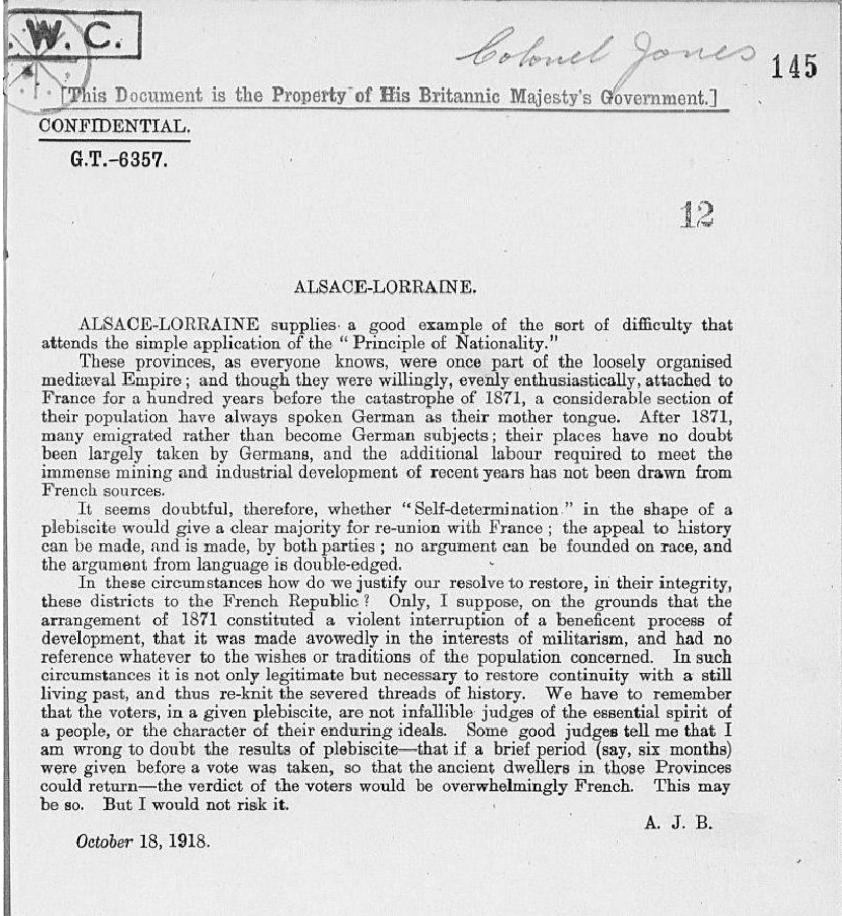 W. C.
Colonel Jones
145
[This Document is the Property of His Britannic Majesty's Government.]
CONFIDENTIAL.
G.T.-6357.
12
ALSACE-LORRAINE.
ALSACE-LORRAINE supplies a good example of the sort of difficulty that
attends the simple application of the "Principle of Nationality."
These provinces, as everyone knows, were once part of the loosely organised
mediæval Empire; and though they were willingly, evenly enthusiastically, attached to
France for a hundred years before the catastrophe of 1871, a considerable section of
their population have always spoken German as their mother tongue. After 1871,
many emigrated rather than become German subjects; their places have no doubt
been largely taken by Germans, and the additional labour required to meet the
immense mining and industrial development of recent years has not been drawn from
French sources.
It seems doubtful, therefore, whether "Self-determination" in the shape of a
plebiscite would give a clear majority for re-union with France; the appeal to history
can be made, and is made, by both parties; no argument can be founded on race, and
the argument from language is double-edged.
In these circumstances how do we justify our resolve to restore, in their integrity,
these districts to the French Republic? Only, I suppose, on the grounds that the
arrangement of 1871 constituted a violent interruption of a beneficent process of
development, that it was made avowedly in the interests of militarism, and had no
reference whatever to the wishes or traditions of the population concerned. In such
circumstances it is not only legitimate but necessary to restore continuity with a still
living past, and thus re-knit the severed threads of history. We have to remember
that the voters, in a given plebiscite, are not infallible judges of the essential spirit of
a people, or the character of their enduring ideals. Some good judges tell me that I
am wrong to doubt the results of plebiscite—that if a brief period (say, six months)
were given before a vote was taken, so that the ancient dwellers in those Provinces
could return—the verdict of the voters would be overwhelmingly French. This may
be so. But I would not risk it.
A. J. B.
October 18, 1918.